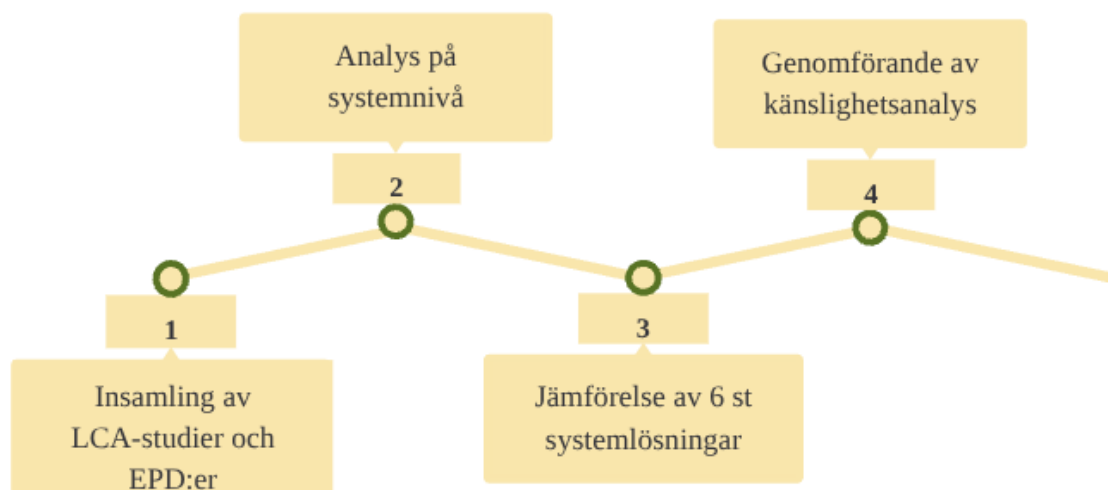 1
Insamling av
LCA-studier och
EPD:er
Analys på
systemnivå
2
3
Jämförelse av 6 st
systemlösningar
Genomförande av
känslighetsanalys
4